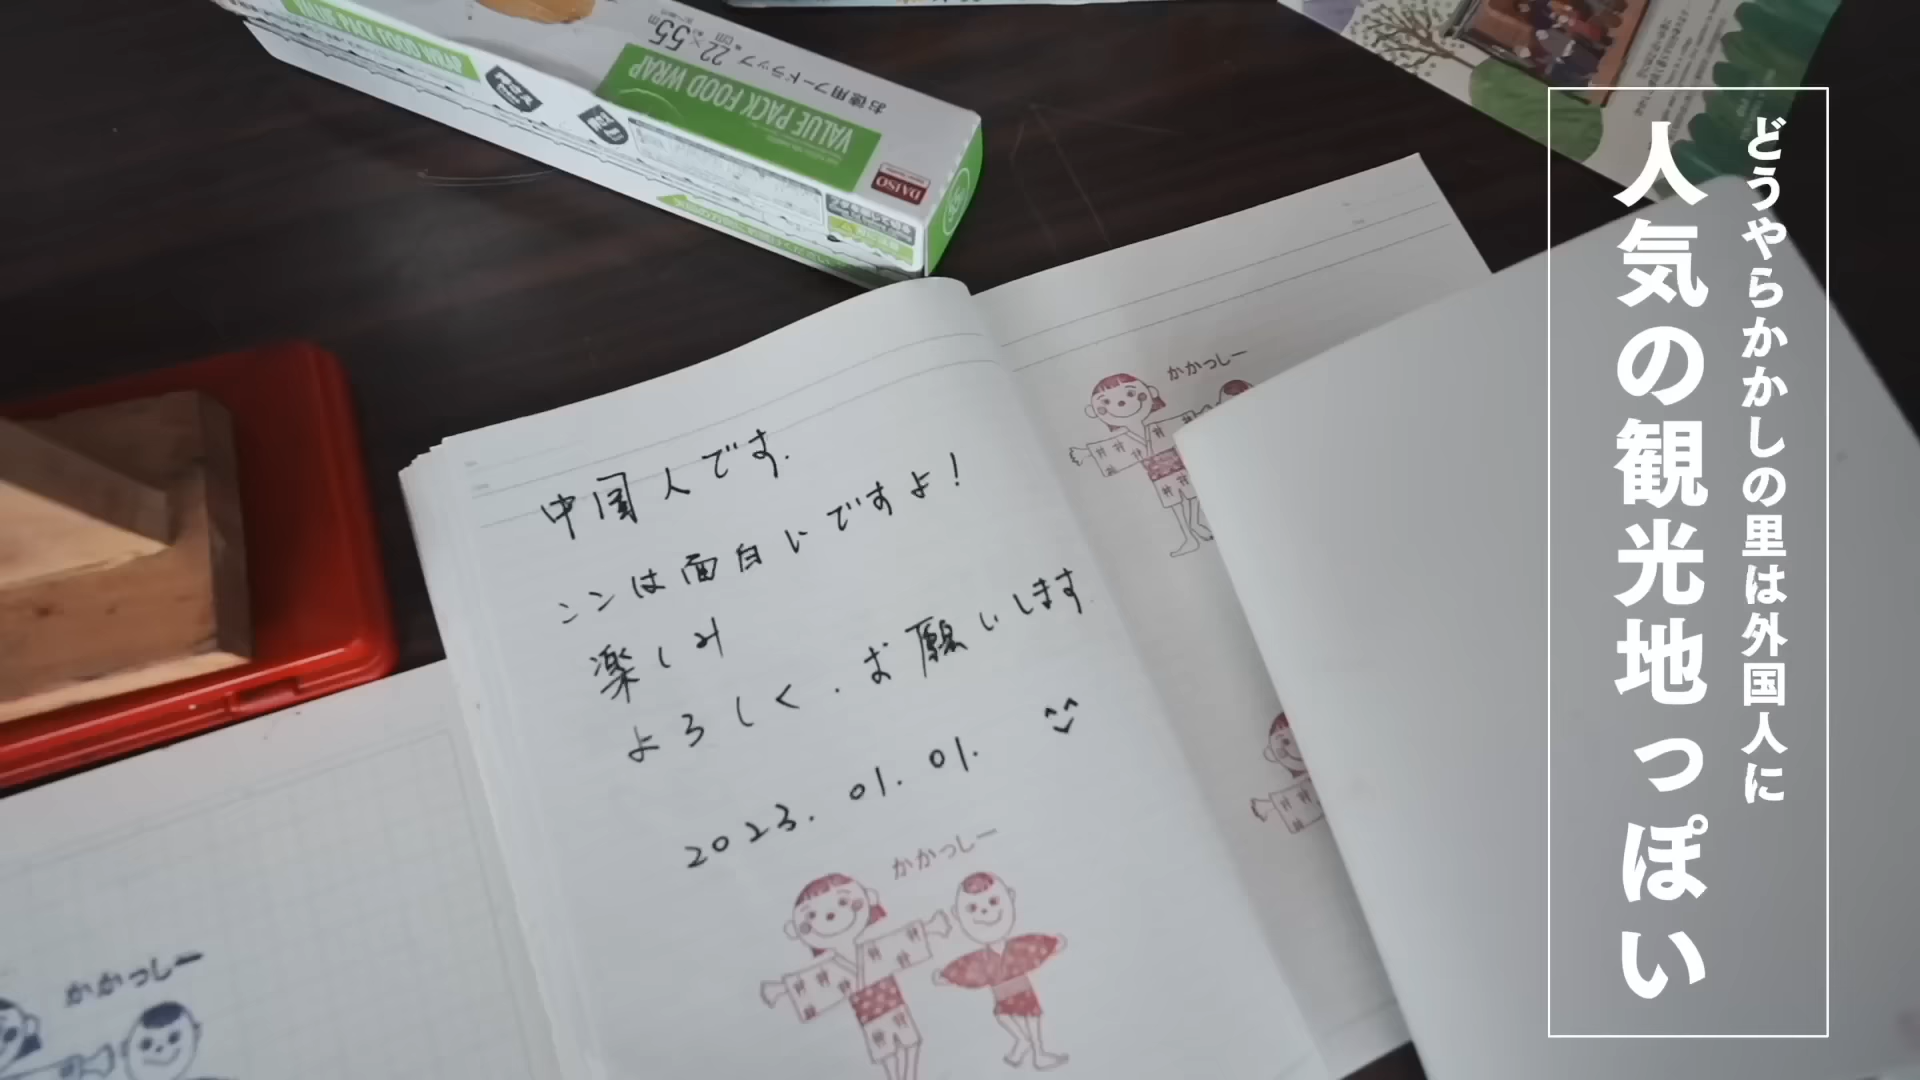 どうやらかかしの里は外国人に
人気の観光地っぽい
VALUE PACK FOOD WRAP
お徳用フードラップ 22cm×55m
VALUE PACK FOOD WRAP
DAISO
かかっしー
中国人です.
ここは面白いですよ!
楽しみ
よろしく.お願いします
2023. 01. 01.
かかっしー
かかっしー